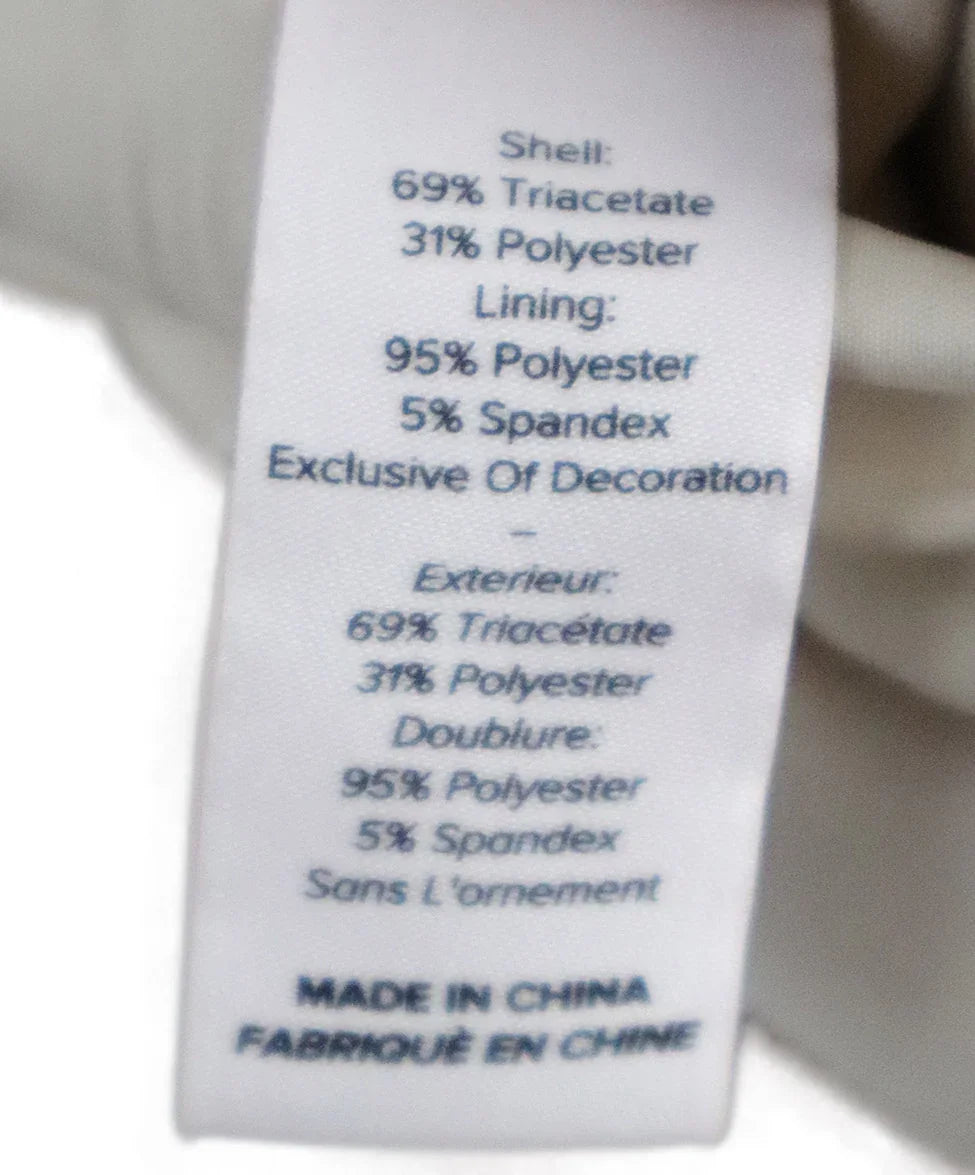 Shell:
69% Triacetate
31% Polyester
Lining:
95% Polyester
5% Spandex
Exclusive Of Decoration
–
Exterieur:
69% Triacétate
31% Polyester
Doublure:
95% Polyester
5% Spandex
Sans L'ornement
MADE IN CHINA
FABRIQUÈ EN CHINE